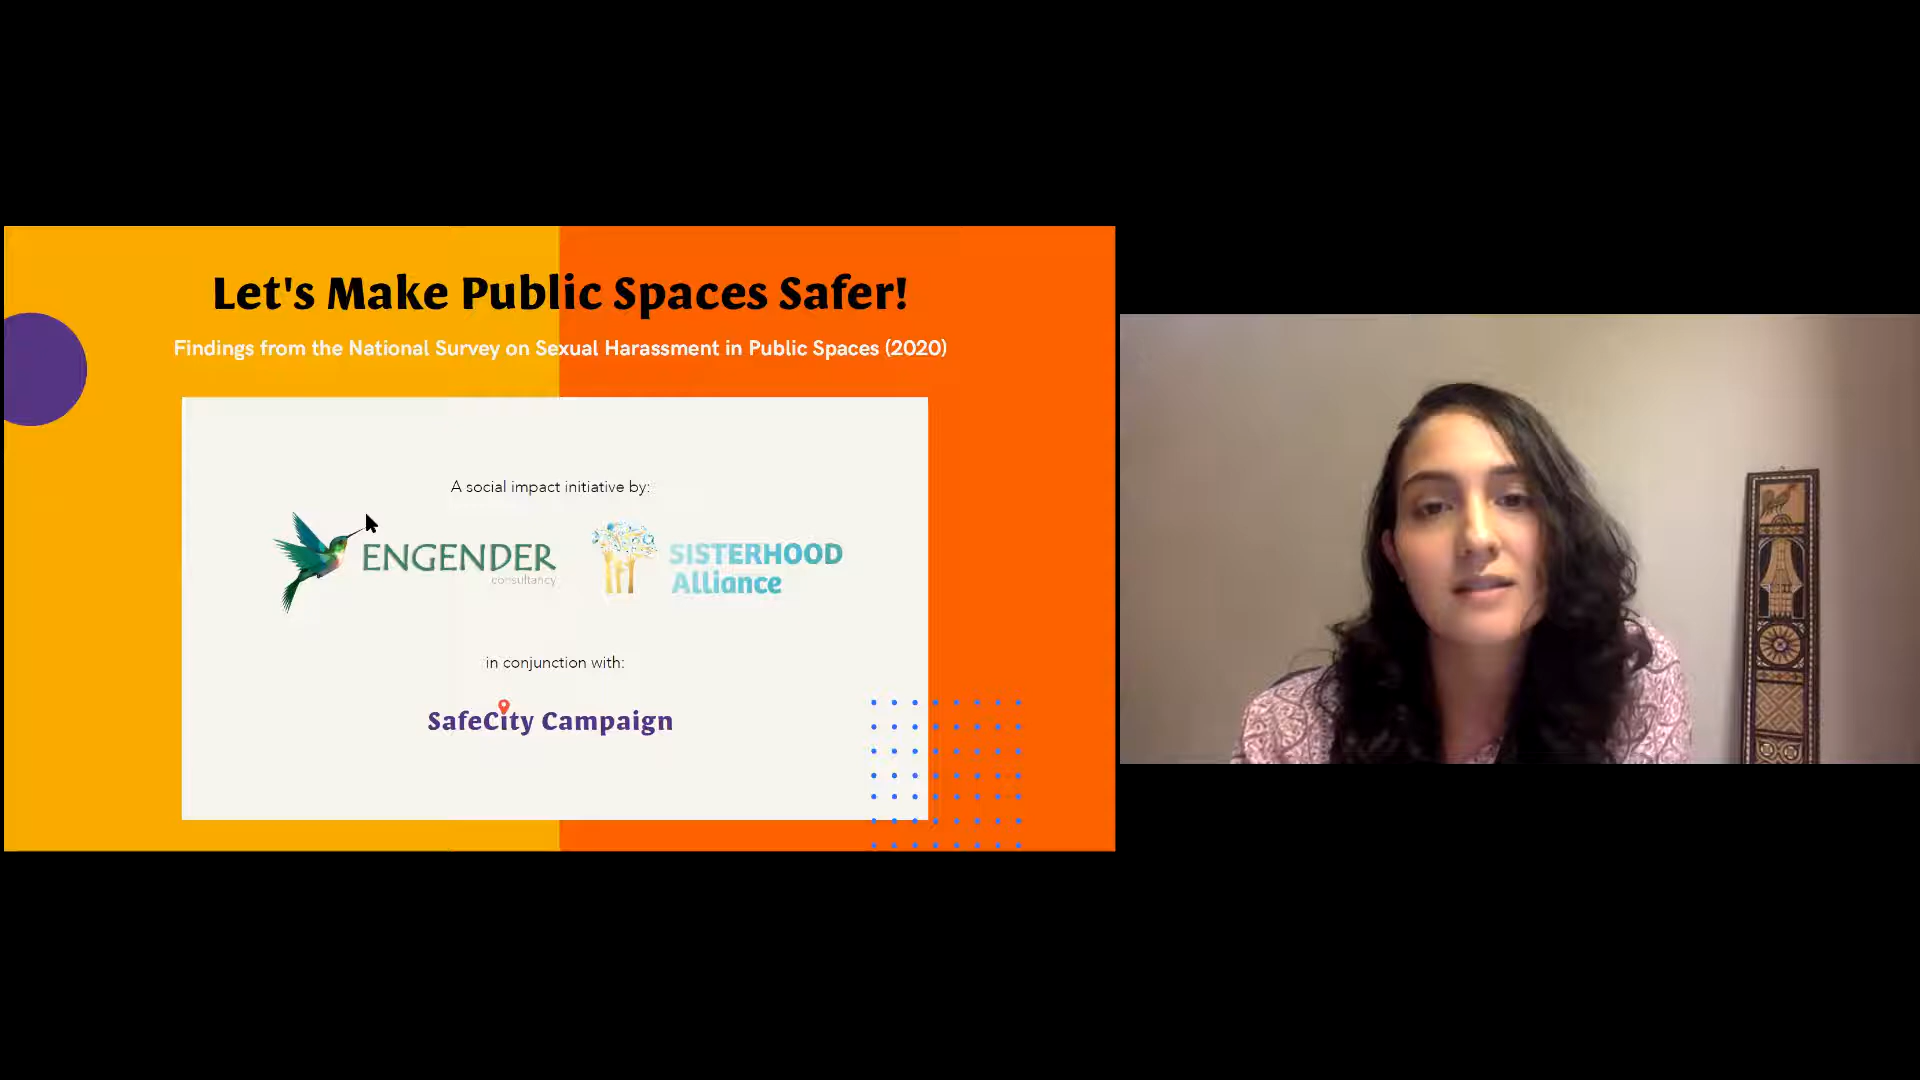 Let's Make Public Spaces Safer!
Findings from the National Survey on Sexual Harassment in Public Spaces (2020)
A social impact initiative by:
ENGENDER
consultancy
SISTERHOOD
Alliance
in conjunction with:
SafeCity Campaign